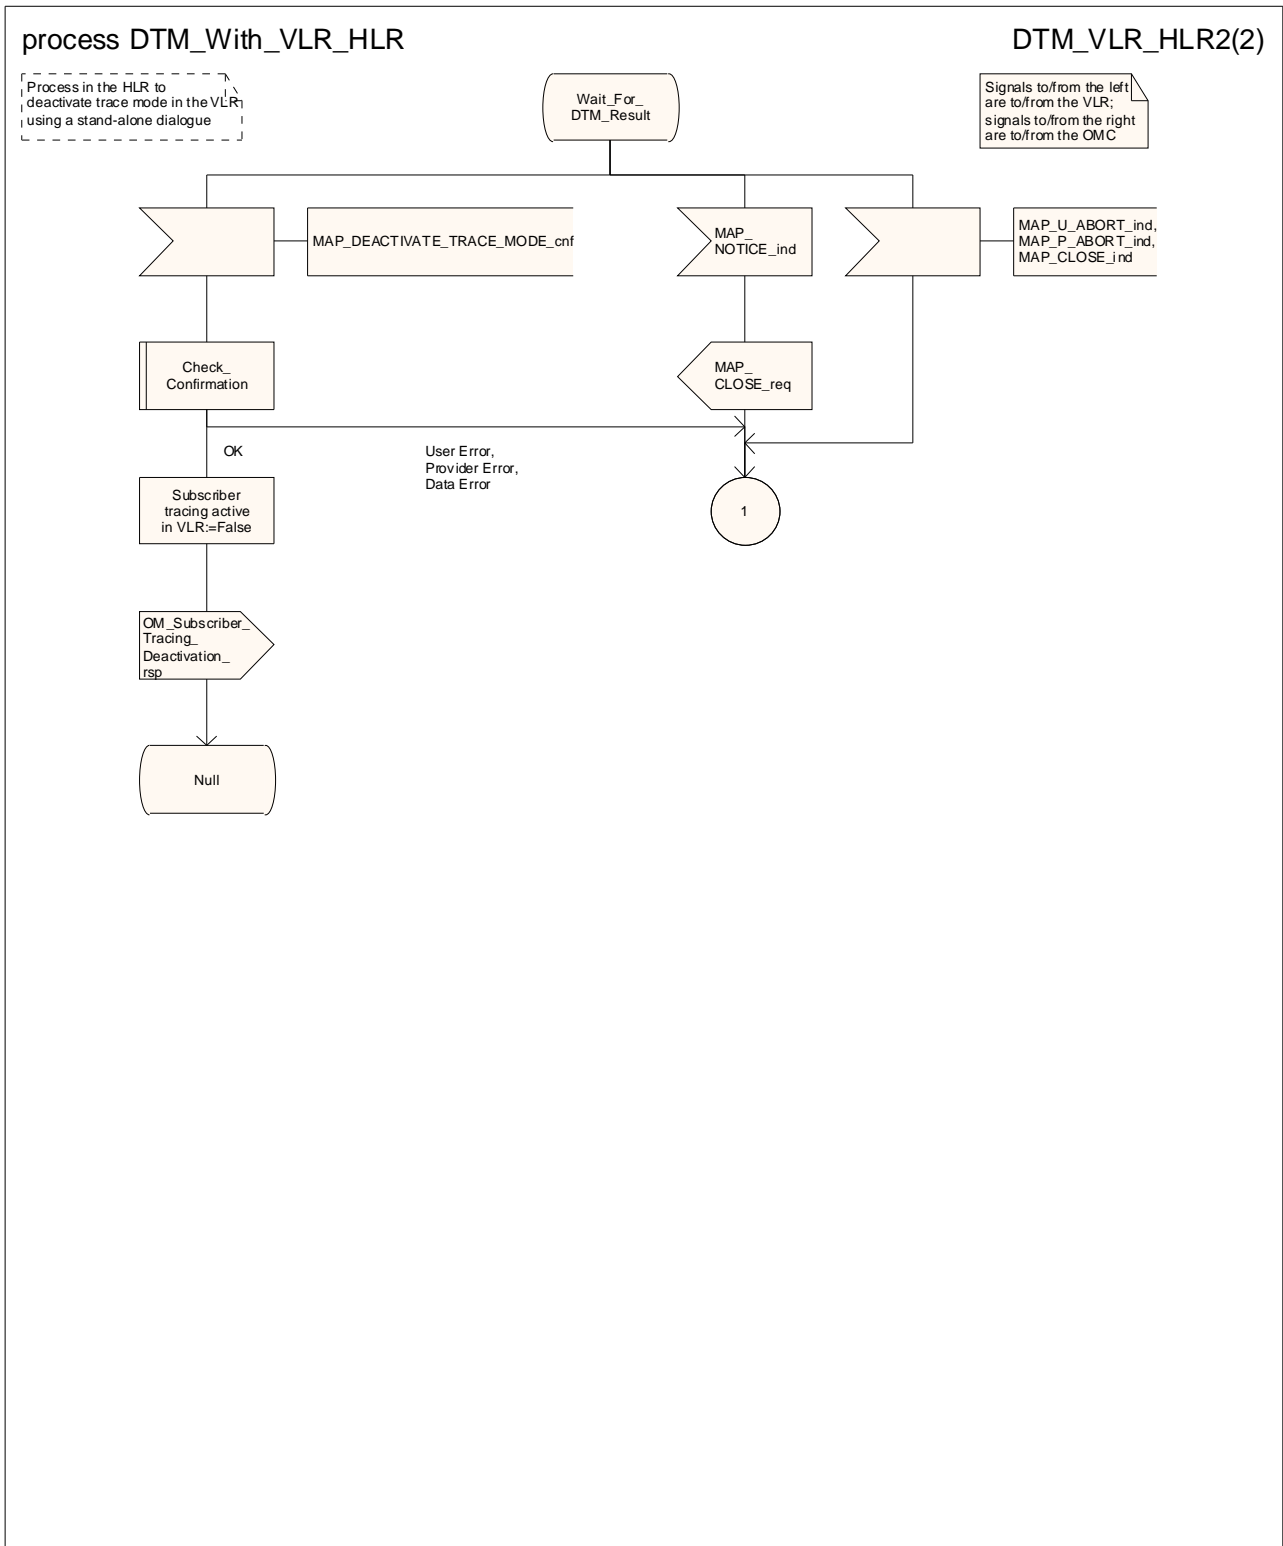 process DTM_With_VLR_HLR
DTM_VLR_HLR2(2)
Process in the HLR to
deactivate trace mode in the VLR
using a stand-alone dialogue
Wait_For_
DTM_Result
Signals to/from the left
are to/from the VLR;
signals to/from the right
are to/from the OMC
MAP_DEACTIVATE_TRACE_MODE_cnf
MAP_
NOTICE_ind
MAP_U_ABORT_ind,
MAP_P_ABORT_ind,
MAP_CLOSE_ind
Check_
Confirmation
MAP_
CLOSE_req
OK
User Error,
Provider Error,
Data Error
Subscriber
tracing active
in VLR:=False
1
OM_Subscriber_
Tracing_
Deactivation_
rsp
Null